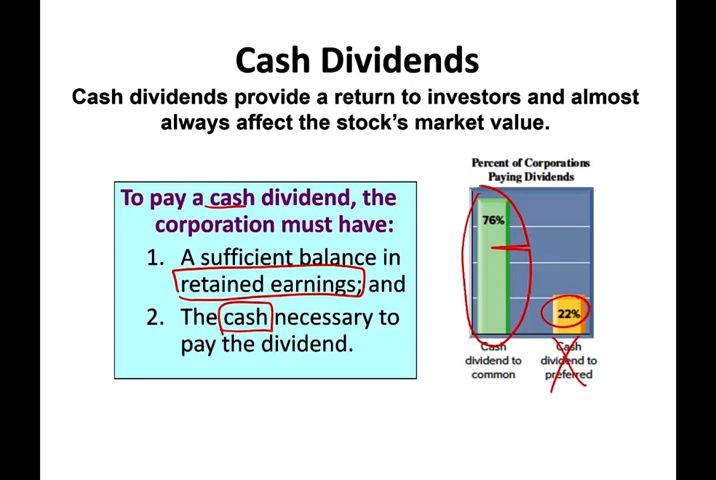 Cash Dividends
Cash dividends provide a return to investors and almost
always affect the stock's market value.
To pay a cash dividend, the
corporation must have:
1. A sufficient balance in
retained earnings; and
2. The cash necessary to
pay the dividend.
Percent of Corporations
Paying Dividends
76%
22%
Cash
dividend to
common
Cash
dividend to
preferred